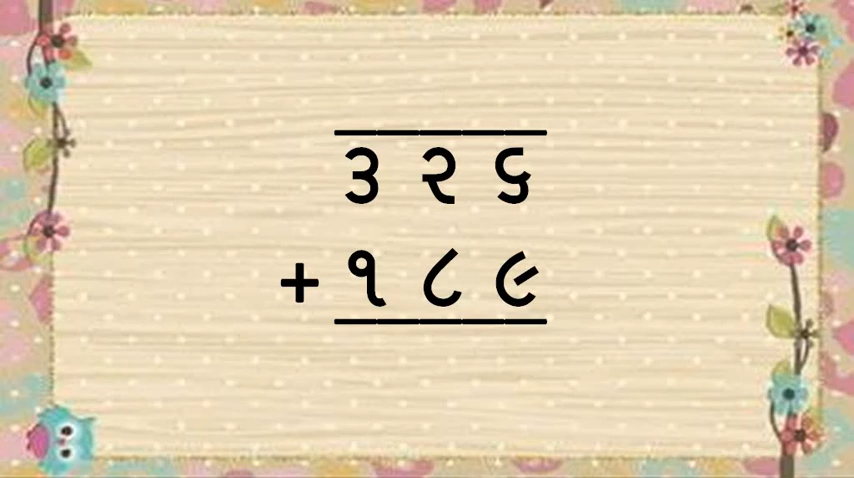 ૩ ૨ ૬
+ ૧ ૮ ૯